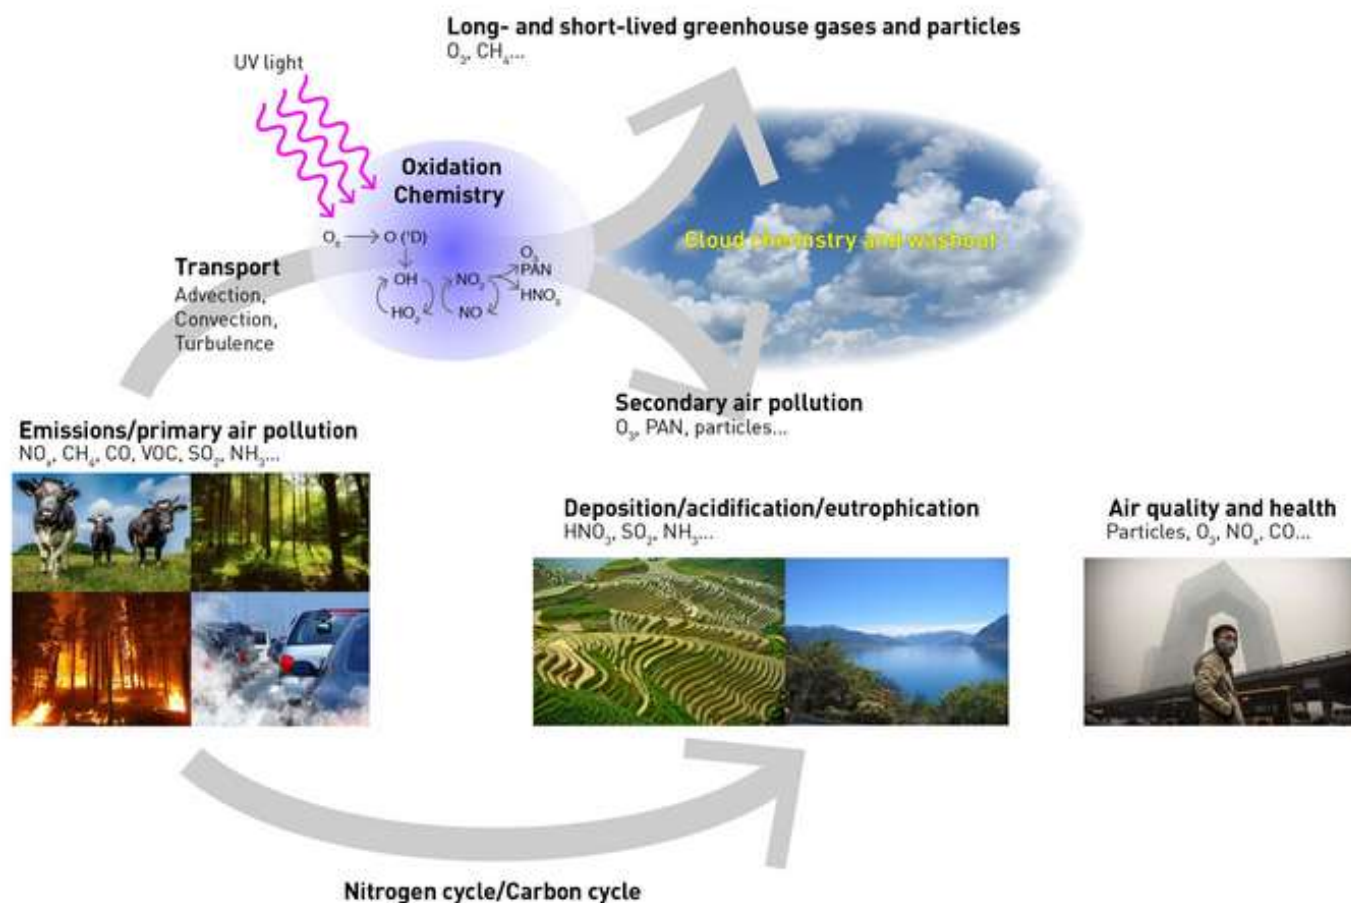 Long- and short-lived greenhouse gases and particles
O₃, CH₄...
UV light
Oxidation
Chemistry
O₃ → O (¹D)
O₃
PAN
OH
NO₂
HNO₃
HO₂
NO
Cloud chemistry and washout
Transport
Advection,
Convection,
Turbulence
Secondary air pollution
O₃, PAN, particles...
Emissions/primary air pollution
NOₓ, CH₄, CO, VOC, SO₂, NH₃...
Deposition/acidification/eutrophication
HNO₃, SO₂, NH₃...
Air quality and health
Particles, O₃, NOₓ, CO...
Nitrogen cycle/Carbon cycle